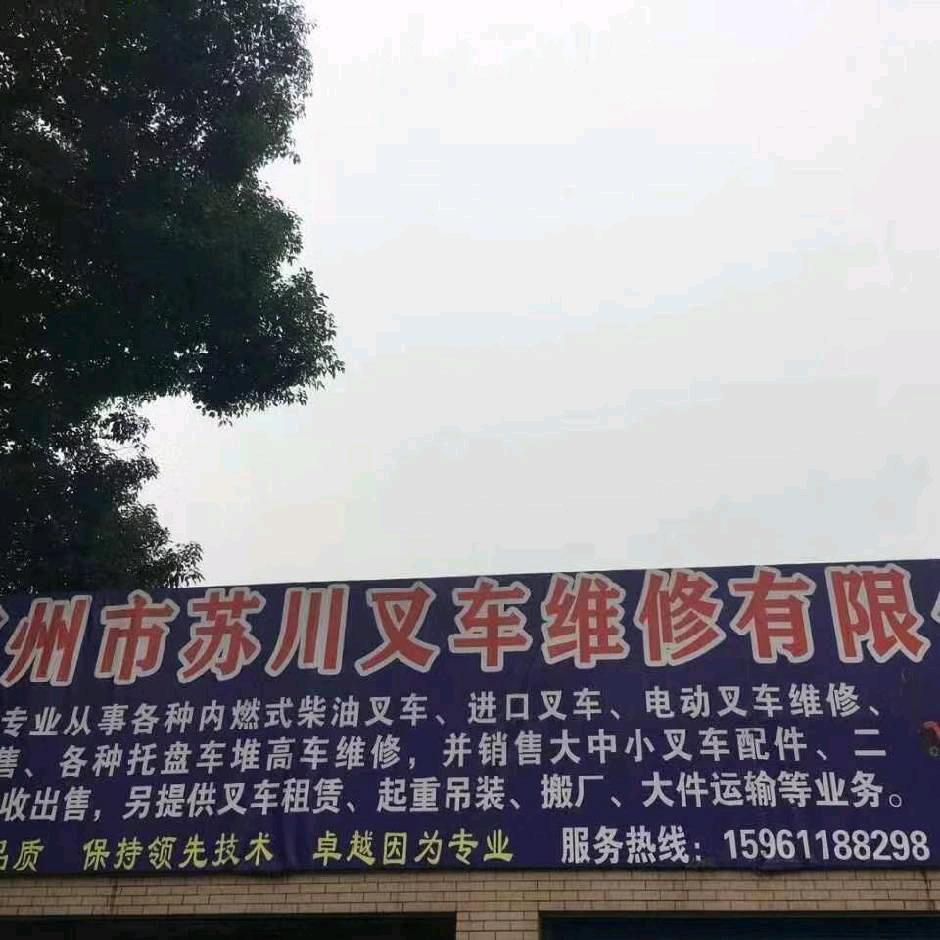 州市苏川叉车维修有限
专业从事各种内燃式柴油叉车、进口叉车、电动叉车维修、
售、各种托盘车堆高车维修，并销售大中小叉车配件、二
收出售，另提供叉车租赁、起重吊装、搬厂、大件运输等业务。
品质 保持领先技术 卓越因为专业 服务热线：15961188298